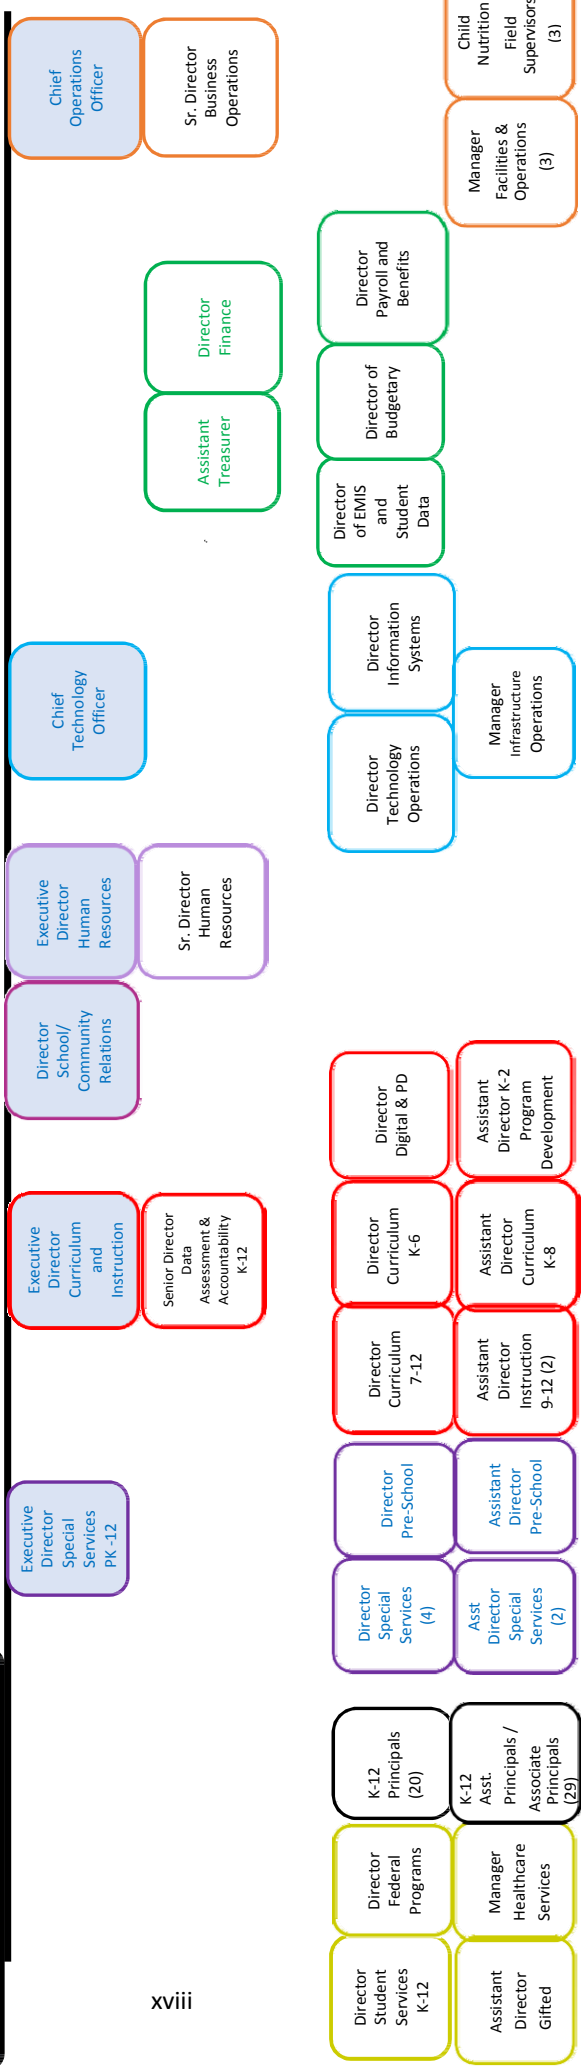 Chief
Operations
Officer
Sr. Director
Business
Operations
Child
Nutrition
Field
Supervisors
(3)
Manager
Facilities &
Operations
(3)
Director
Finance
Assistant
Treasurer
Director
Payroll and
Benefits
Director of
Budgetary
Director
of EMIS
and
Student
Data
Chief
Technology
Officer
Director
Information
Systems
Director
Technology
Operations
Manager
Infrastructure
Operations
Executive
Director
Human
Resources
Sr. Director
Human
Resources
Director
School/
Community
Relations
Executive
Director
Curriculum
and
Instruction
Senior Director
Data
Assessment &
Accountability
K-12
Director
Digital & PD
Assistant
Director K-2
Program
Development
Director
Curriculum
K-6
Assistant
Director
Curriculum
K-8
Director
Curriculum
7-12
Assistant
Director
Instruction
9-12 (2)
Executive
Director
Special
Services
PK -12
Director
Pre-School
Assistant
Director
Pre-School
Director
Special
Services
(4)
Asst
Director
Special
Services
(2)
K-12
Principals
(20)
K-12
Asst.
Principals /
Associate
Principals
(29)
Director
Federal
Programs
Manager
Healthcare
Services
Director
Student
Services
K-12
Assistant
Director
Gifted
xviii